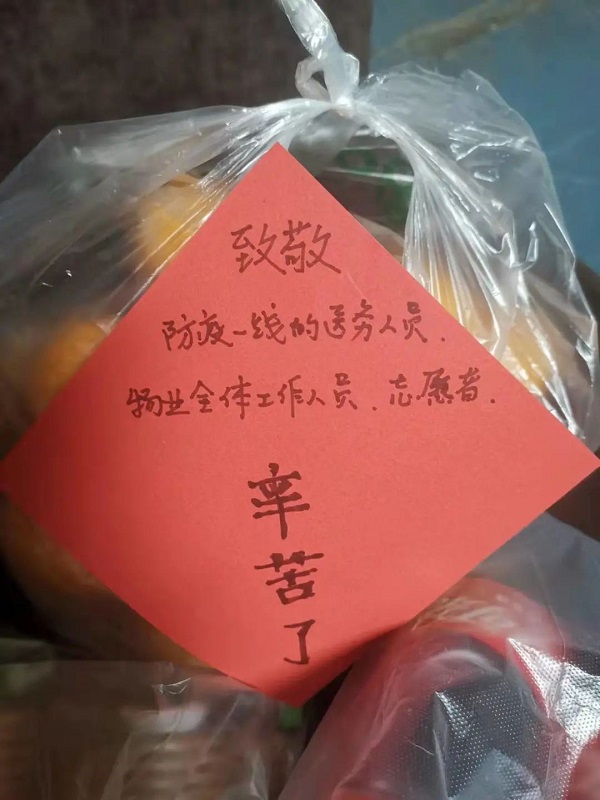 致敬
防疫一线的医务人员.
物业全体工作人员.志愿者.
辛
苦
了